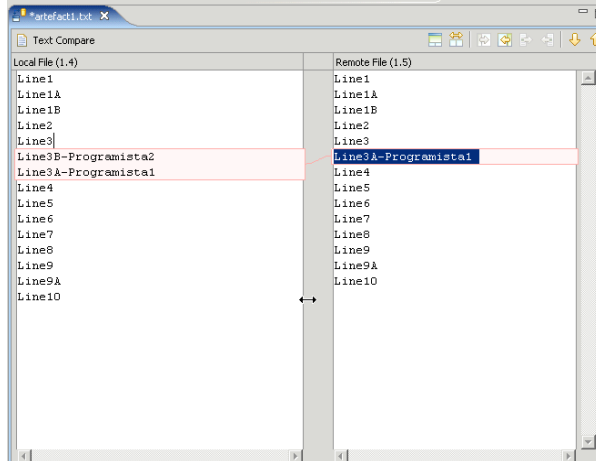 *artefact1.txt
Text Compare
Local File (1.4)
Line1
Line1A
Line1B
Line2
Line3
Line3B-Programista2
Line3A-Programista1
Line4
Line5
Line6
Line7
Line8
Line9
Line9A
Line10
Remote File (1.5)
Line1
Line1A
Line1B
Line2
Line3
Line3A-Programista1
Line4
Line5
Line6
Line7
Line8
Line9
Line9A
Line10